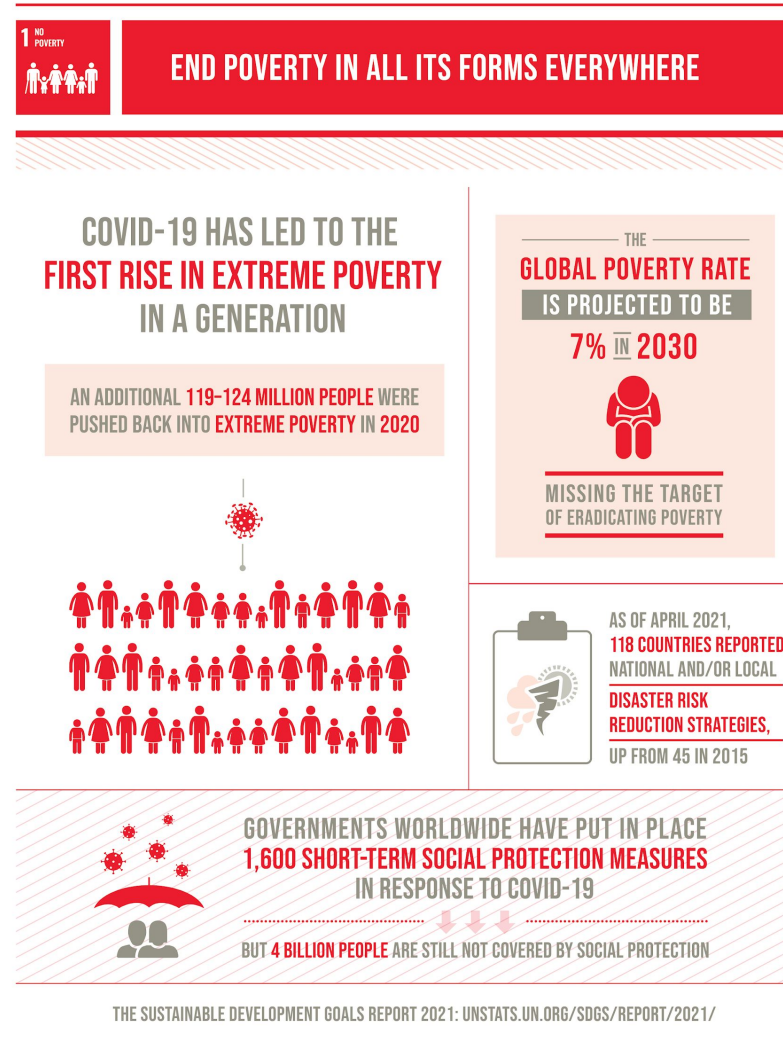 1 NO
POVERTY
END POVERTY IN ALL ITS FORMS EVERYWHERE
COVID-19 HAS LED TO THE
FIRST RISE IN EXTREME POVERTY
IN A GENERATION
AN ADDITIONAL 119–124 MILLION PEOPLE WERE
PUSHED BACK INTO EXTREME POVERTY IN 2020
THE
GLOBAL POVERTY RATE
IS PROJECTED TO BE
7% IN 2030
MISSING THE TARGET
OF ERADICATING POVERTY
AS OF APRIL 2021,
118 COUNTRIES REPORTED
NATIONAL AND/OR LOCAL
DISASTER RISK
REDUCTION STRATEGIES,
UP FROM 45 IN 2015
GOVERNMENTS WORLDWIDE HAVE PUT IN PLACE
1,600 SHORT-TERM SOCIAL PROTECTION MEASURES
IN RESPONSE TO COVID-19
BUT 4 BILLION PEOPLE ARE STILL NOT COVERED BY SOCIAL PROTECTION
THE SUSTAINABLE DEVELOPMENT GOALS REPORT 2021: UNSTATS.UN.ORG/SDGS/REPORT/2021/